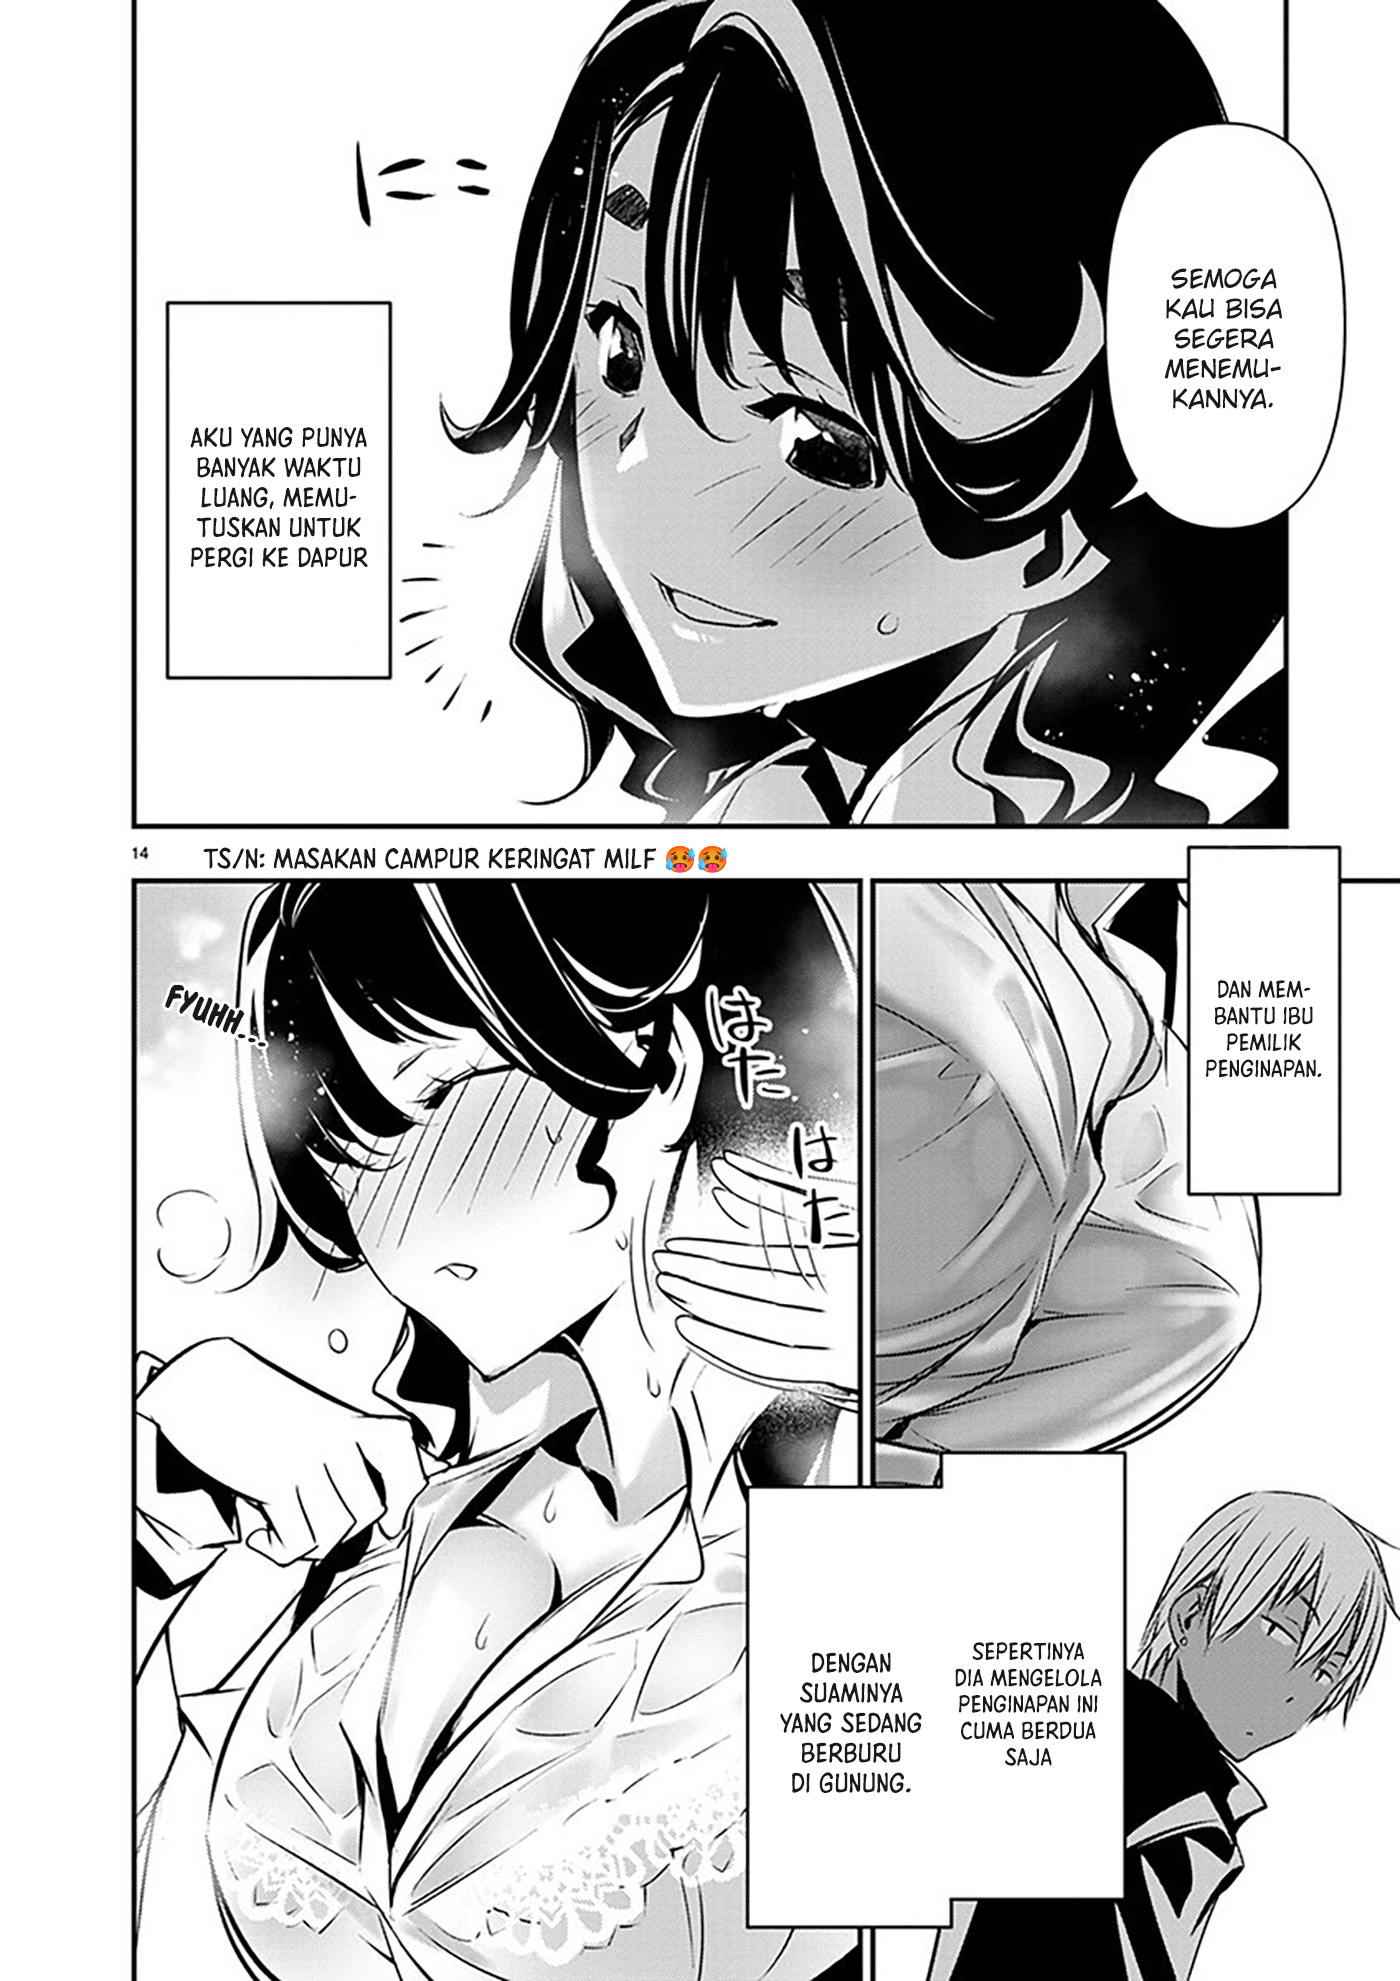 SEMOGA
KAU BISA
SEGERA
MENEMU-
KANNYA.
ニコ
AKU YANG PUNYA
BANYAK WAKTU
LUANG, MEMU-
TUSKAN UNTUK
PERGI KE DAPUR
14
TS/N: MASAKAN CAMPUR KERINGAT MILF 🥵🥵
DAN MEM-
BANTU IBU
PEMILIK
PENGINAPAN.
FYUHH...
はた
はた
SEPERTINYA
DIA MENGELOLA
PENGINAPAN INI
CUMA BERDUA
SAJA
DENGAN
SUAMINYA
YANG SEDANG
BERBURU
DI GUNUNG.